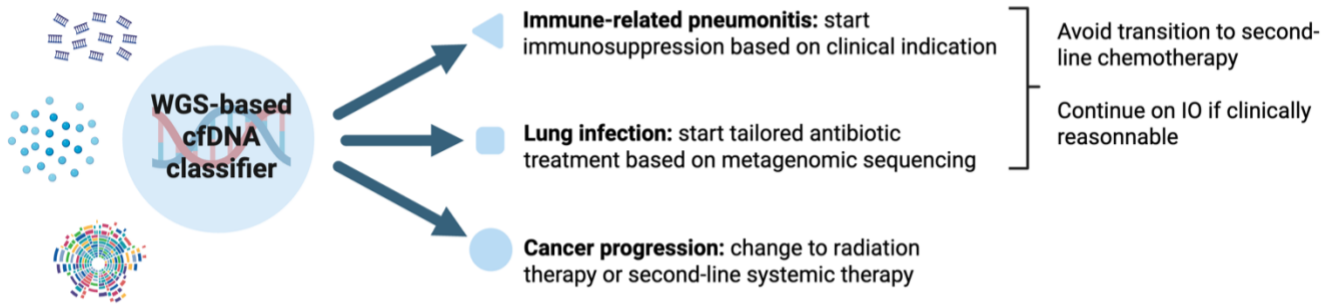 WGS-based
cfDNA
classifier
Immune-related pneumonitis: start
immunosuppression based on clinical indication
Lung infection: start tailored antibiotic
treatment based on metagenomic sequencing
Cancer progression: change to radiation
therapy or second-line systemic therapy
Avoid transition to second-
line chemotherapy
Continue on IO if clinically
reasonnable